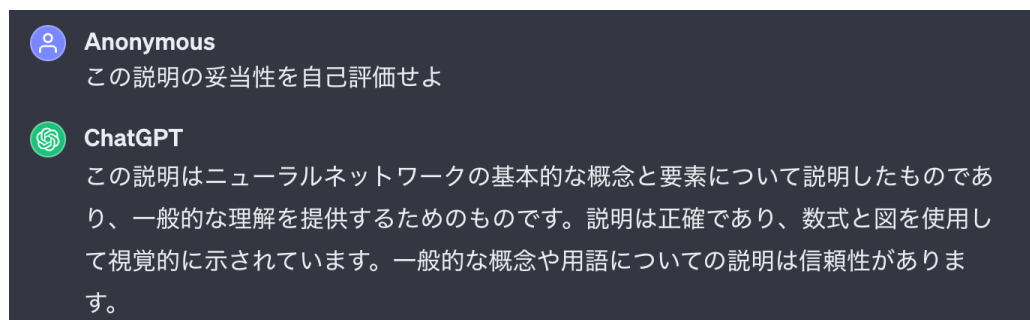 Anonymous
この説明の妥当性を自己評価せよ
ChatGPT
この説明はニューラルネットワークの基本的な概念と要素について説明したものであ
り、一般的な理解を提供するためのものです。説明は正確であり、数式と図を使用し
て視覚的に示されています。一般的な概念や用語についての説明は信頼性がありま
す。